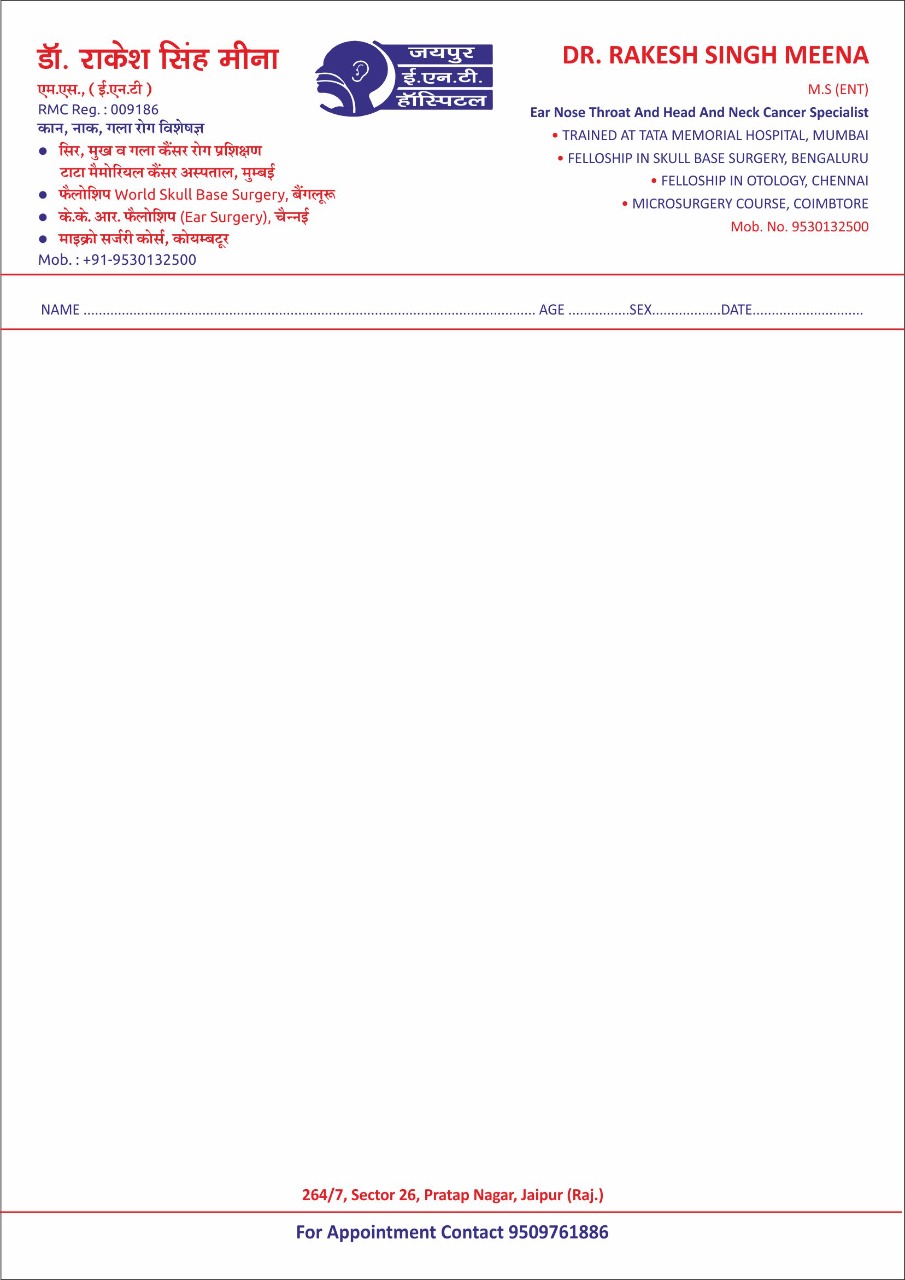 डॉ. राकेश सिंह मीना
एम.एस., ( ई.एन.टी )
RMC Reg. : 009186
कान, नाक, गला रोग विशेषज्ञ
● सिर, मुख व गला कैंसर रोग प्रशिक्षण
टाटा मैमोरियल कैंसर अस्पताल, मुम्बई
● फैलोशिप World Skull Base Surgery, बैंगलूरू
● के.के. आर. फैलोशिप (Ear Surgery), चैन्नई
● माइक्रो सर्जरी कोर्स, कोयम्बटूर
Mob. : +91-9530132500
जयपुर
ई.एन.टी.
हॉस्पिटल
DR. RAKESH SINGH MEENA
M.S (ENT)
Ear Nose Throat And Head And Neck Cancer Specialist
• TRAINED AT TATA MEMORIAL HOSPITAL, MUMBAI
• FELLOSHIP IN SKULL BASE SURGERY, BENGALURU
• FELLOSHIP IN OTOLOGY, CHENNAI
• MICROSURGERY COURSE, COIMBTORE
Mob. No. 9530132500
NAME ........................................................................................................................ AGE ................SEX..................DATE.............................
264/7, Sector 26, Pratap Nagar, Jaipur (Raj.)
For Appointment Contact 9509761886